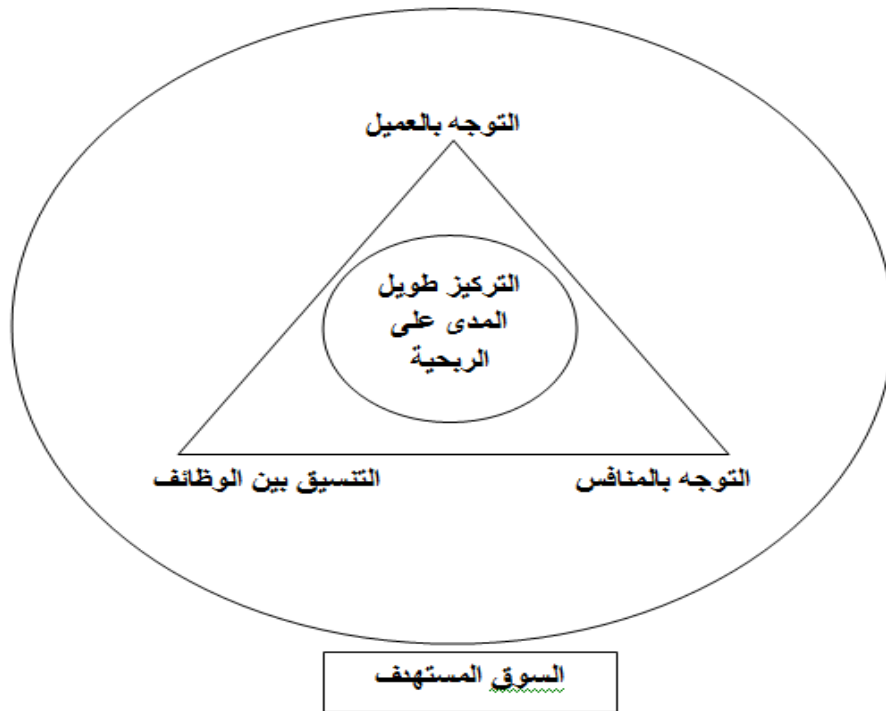 التوجه بالعميل
التركيز طويل
المدى على
الربحية
التوجه بالمنافس
التنسيق بين الوظائف
السوق المستهدف